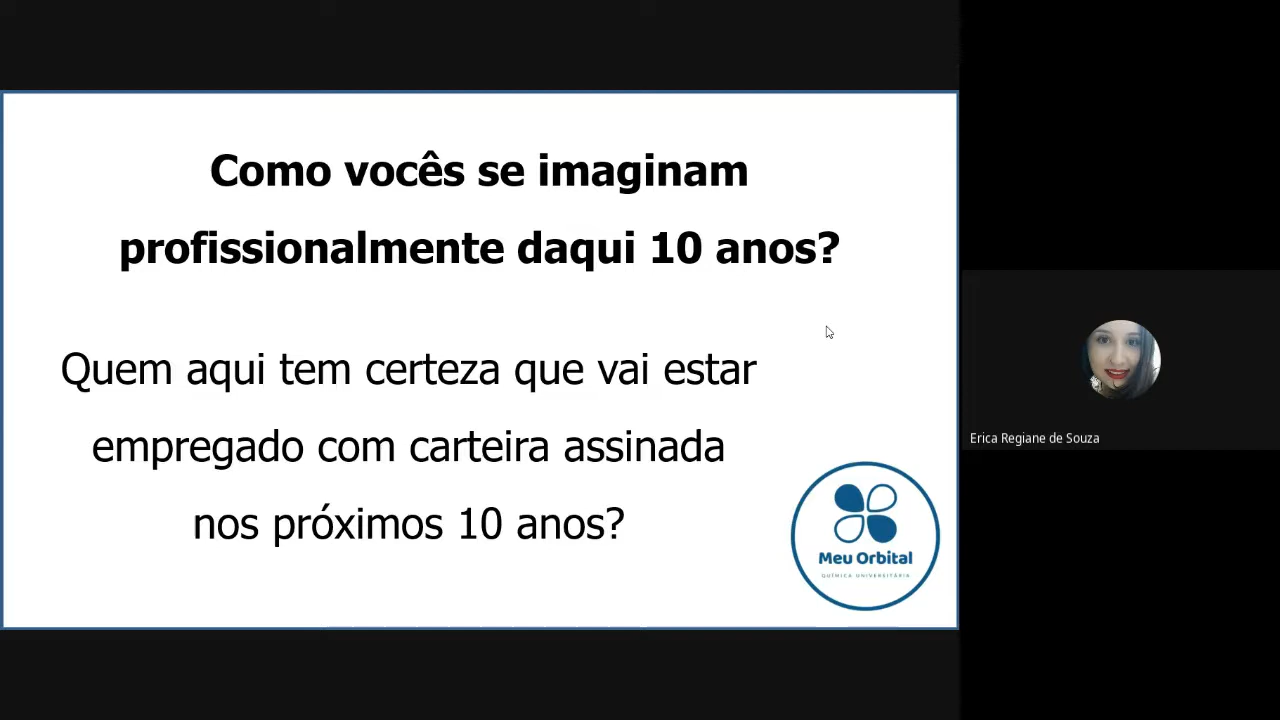 Como vocês se imaginam
profissionalmente daqui 10 anos?
Quem aqui tem certeza que vai estar
empregado com carteira assinada
nos próximos 10 anos?
Meu Orbital
QUÍMICA UNIVERSITÁRIA
Erica Regiane de Souza